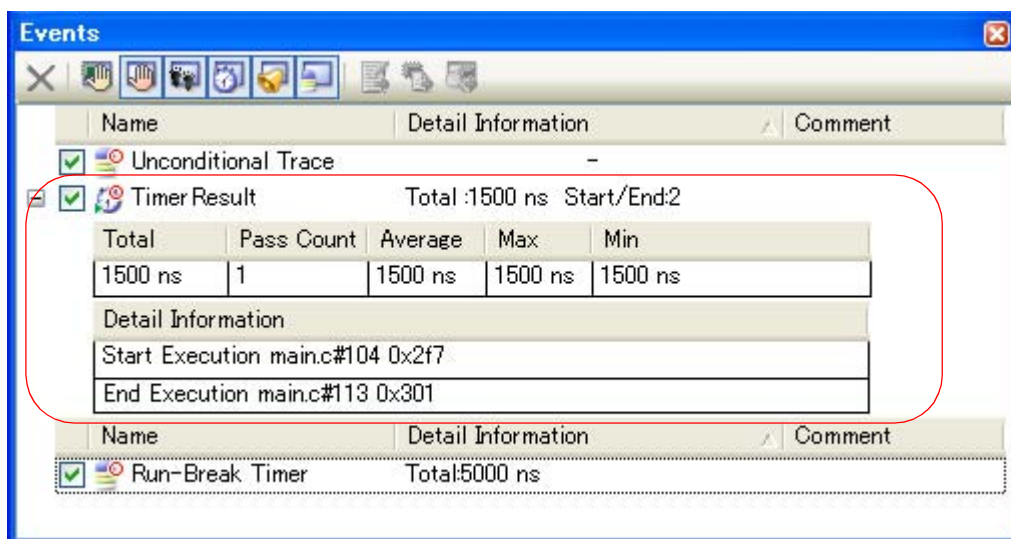 Events
Name Detail Information Comment
Unconditional Trace -
Timer Result Total :1500 ns Start/End:2
Total Pass Count Average Max Min
1500 ns 1 1500 ns 1500 ns 1500 ns
Detail Information
Start Execution main.c#104 0x2f7
End Execution main.c#113 0x301
Name Detail Information Comment
Run-Break Timer Total:5000 ns